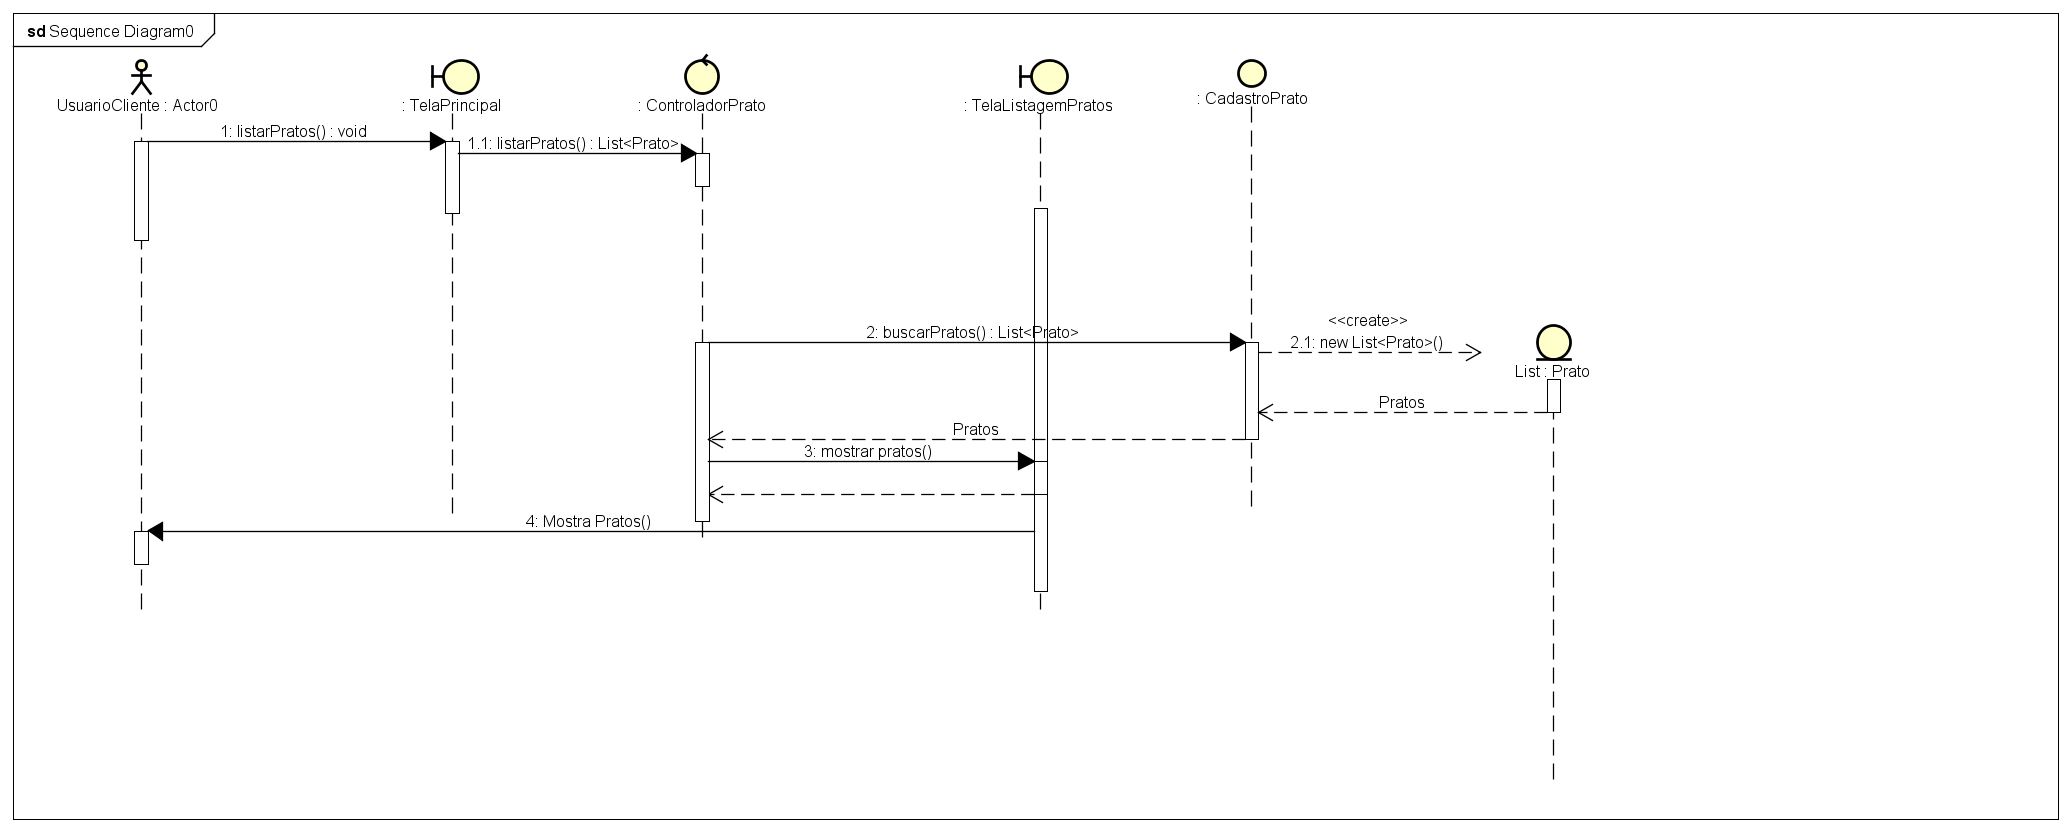 sd Sequence Diagram0
UsuarioCliente : Actor0
: TelaPrincipal
: ControladorPrato
: TelaListagemPratos
: CadastroPrato
1: listarPratos() : void
1.1: listarPratos() : List<Prato>
<<create>>
2: buscarPratos() : List<Prato>
2.1: new List<Prato>()
List : Prato
Pratos
Pratos
3: mostrar pratos()
4: Mostra Pratos()